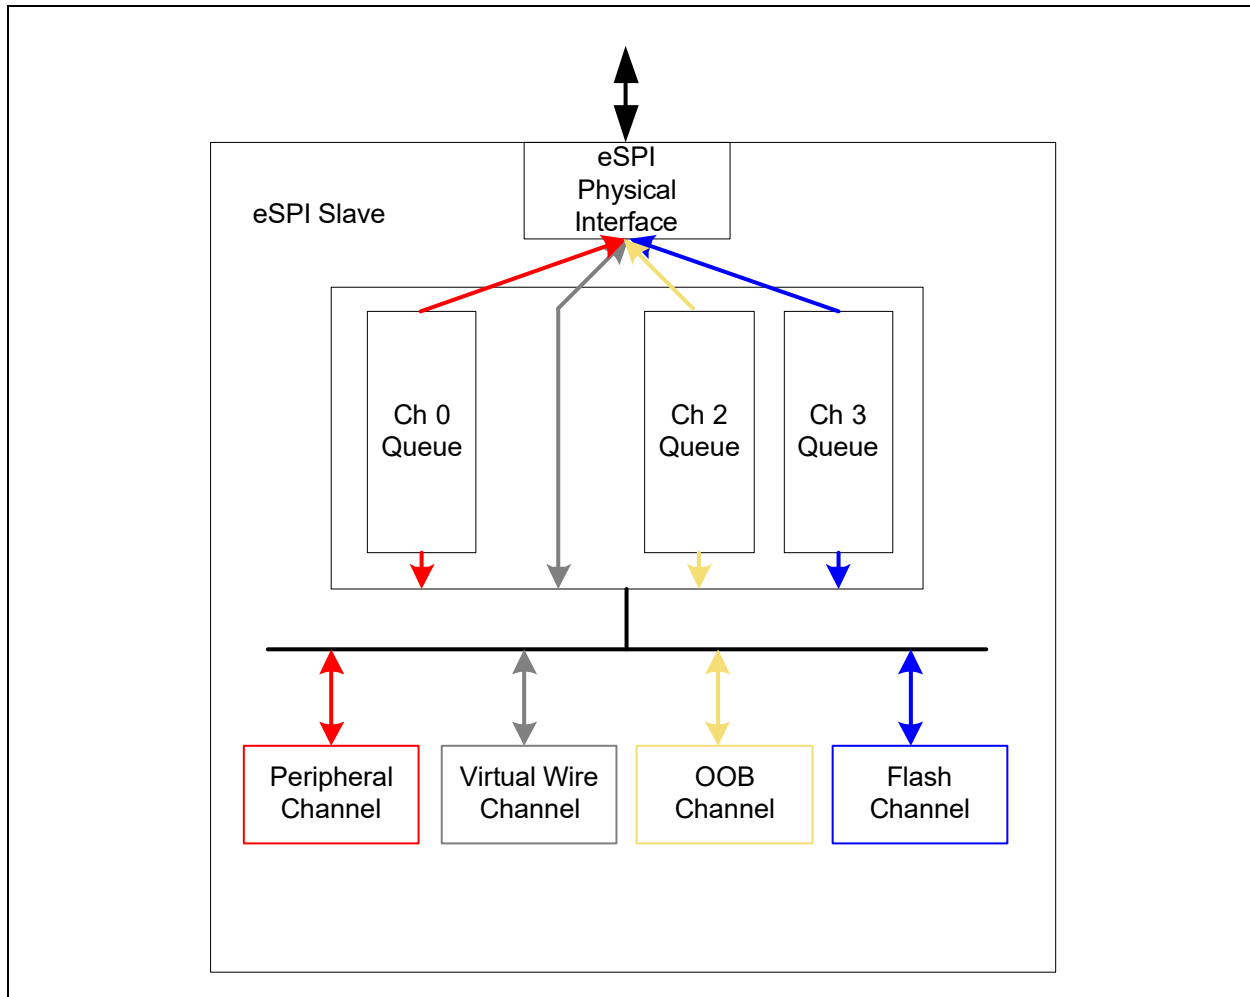 eSPI
Physical
Interface
eSPI Slave
Ch 0
Queue
Ch 2
Queue
Ch 3
Queue
Peripheral
Channel
Virtual Wire
Channel
OOB
Channel
Flash
Channel